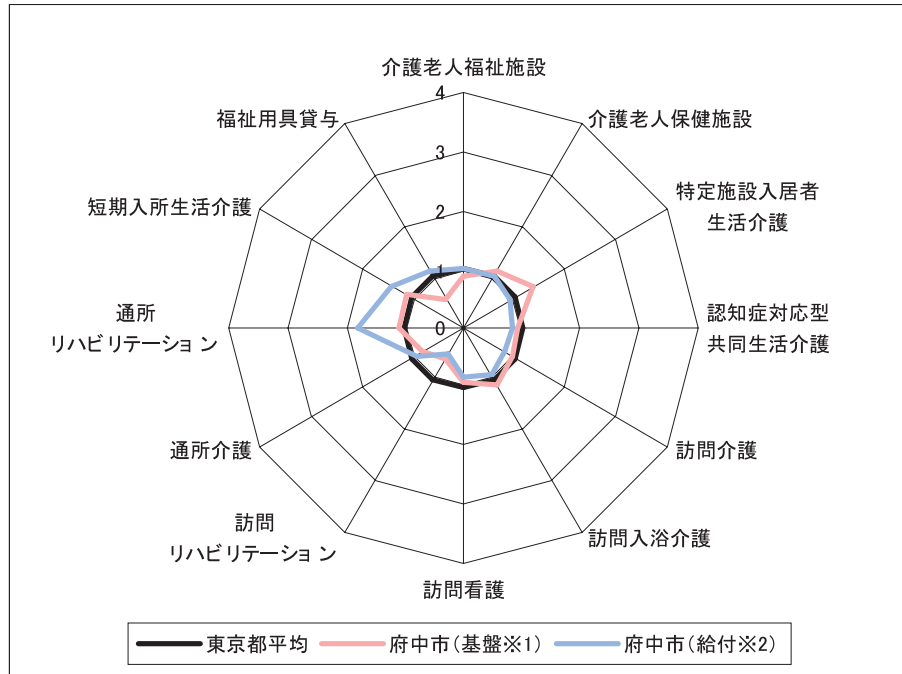 介護老人福祉施設
4
福祉用具貸与
介護老人保健施設
3
特定施設入居者
生活介護
短期入所生活介護
2
1
通所
リハビリテーション
0
認知症対応型
共同生活介護
通所介護
訪問介護
訪問
リハビリテーション
訪問入浴介護
訪問看護
東京都平均
府中市(基盤※1)
府中市(給付※2)